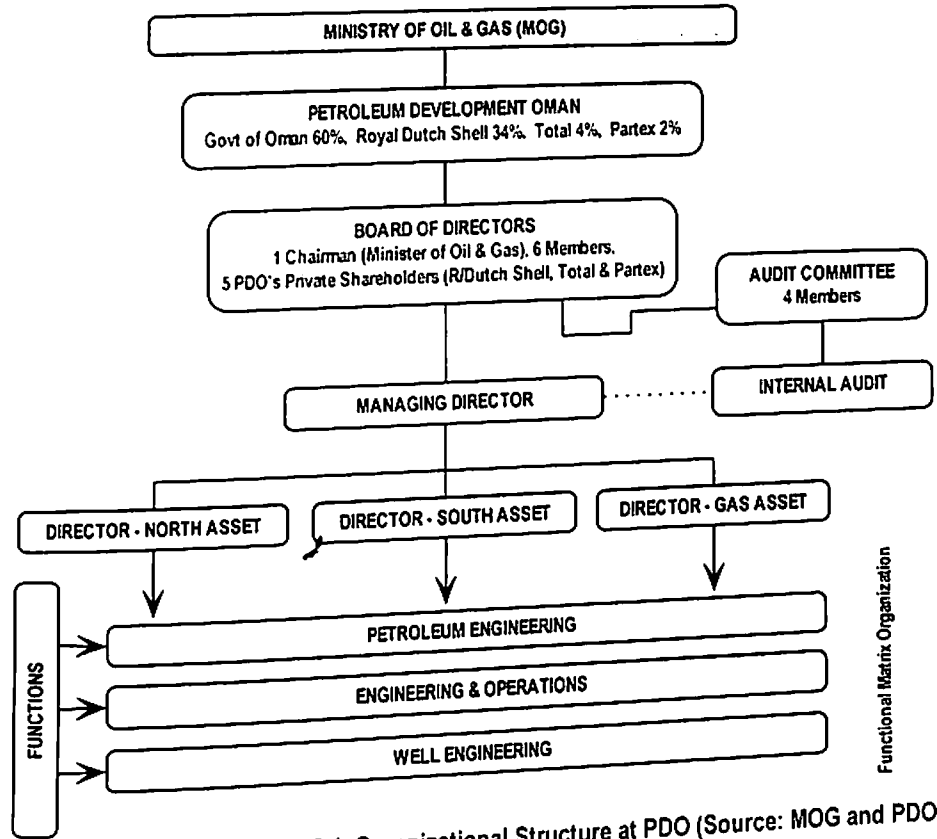 MINISTRY OF OIL & GAS (MOG)
PETROLEUM DEVELOPMENT OMAN
Govt of Oman 60%, Royal Dutch Shell 34%, Total 4%, Partex 2%
BOARD OF DIRECTORS
1 Chairman (Minister of Oil & Gas), 6 Members,
5 PDO's Private Shareholders (R/Dutch Shell, Total & Partex)
AUDIT COMMITTEE
4 Members
MANAGING DIRECTOR
INTERNAL AUDIT
DIRECTOR - NORTH ASSET
DIRECTOR - SOUTH ASSET
DIRECTOR - GAS ASSET
FUNCTIONS
PETROLEUM ENGINEERING
ENGINEERING & OPERATIONS
WELL ENGINEERING
Functional Matrix Organization
Organizational Structure at PDO (Source: MOG and PDO